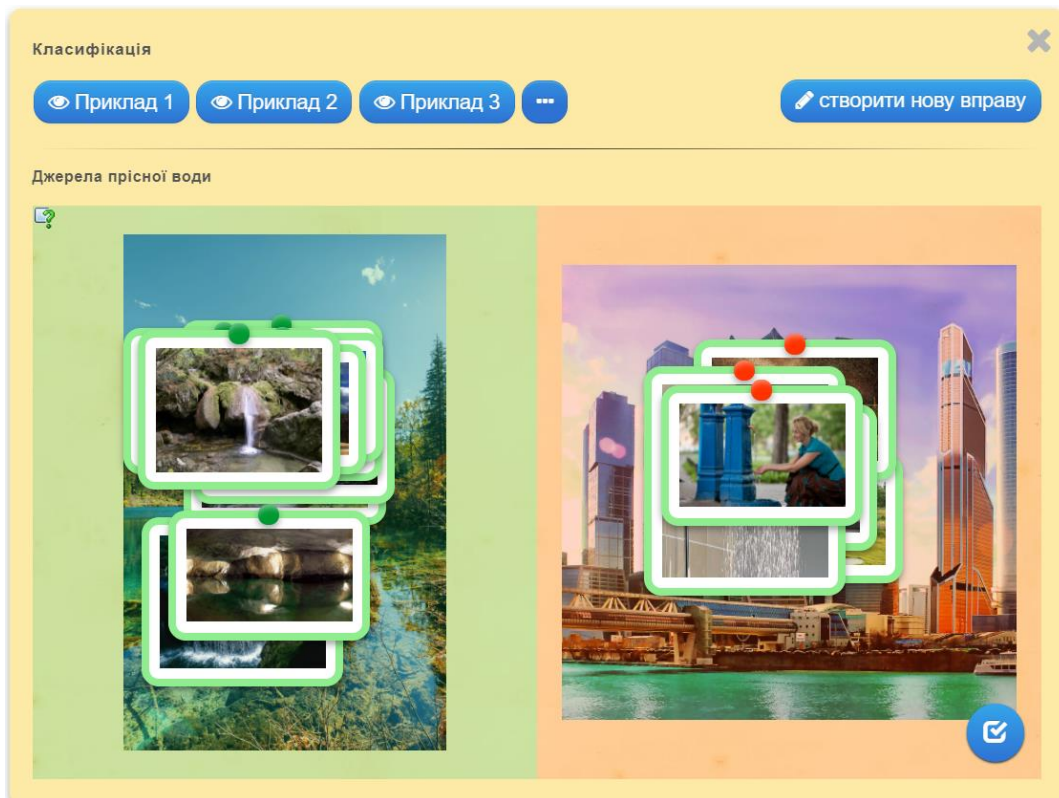 Класифікація
Приклад 1 Приклад 2 Приклад 3 створити нову вправу
Джерела прісної води